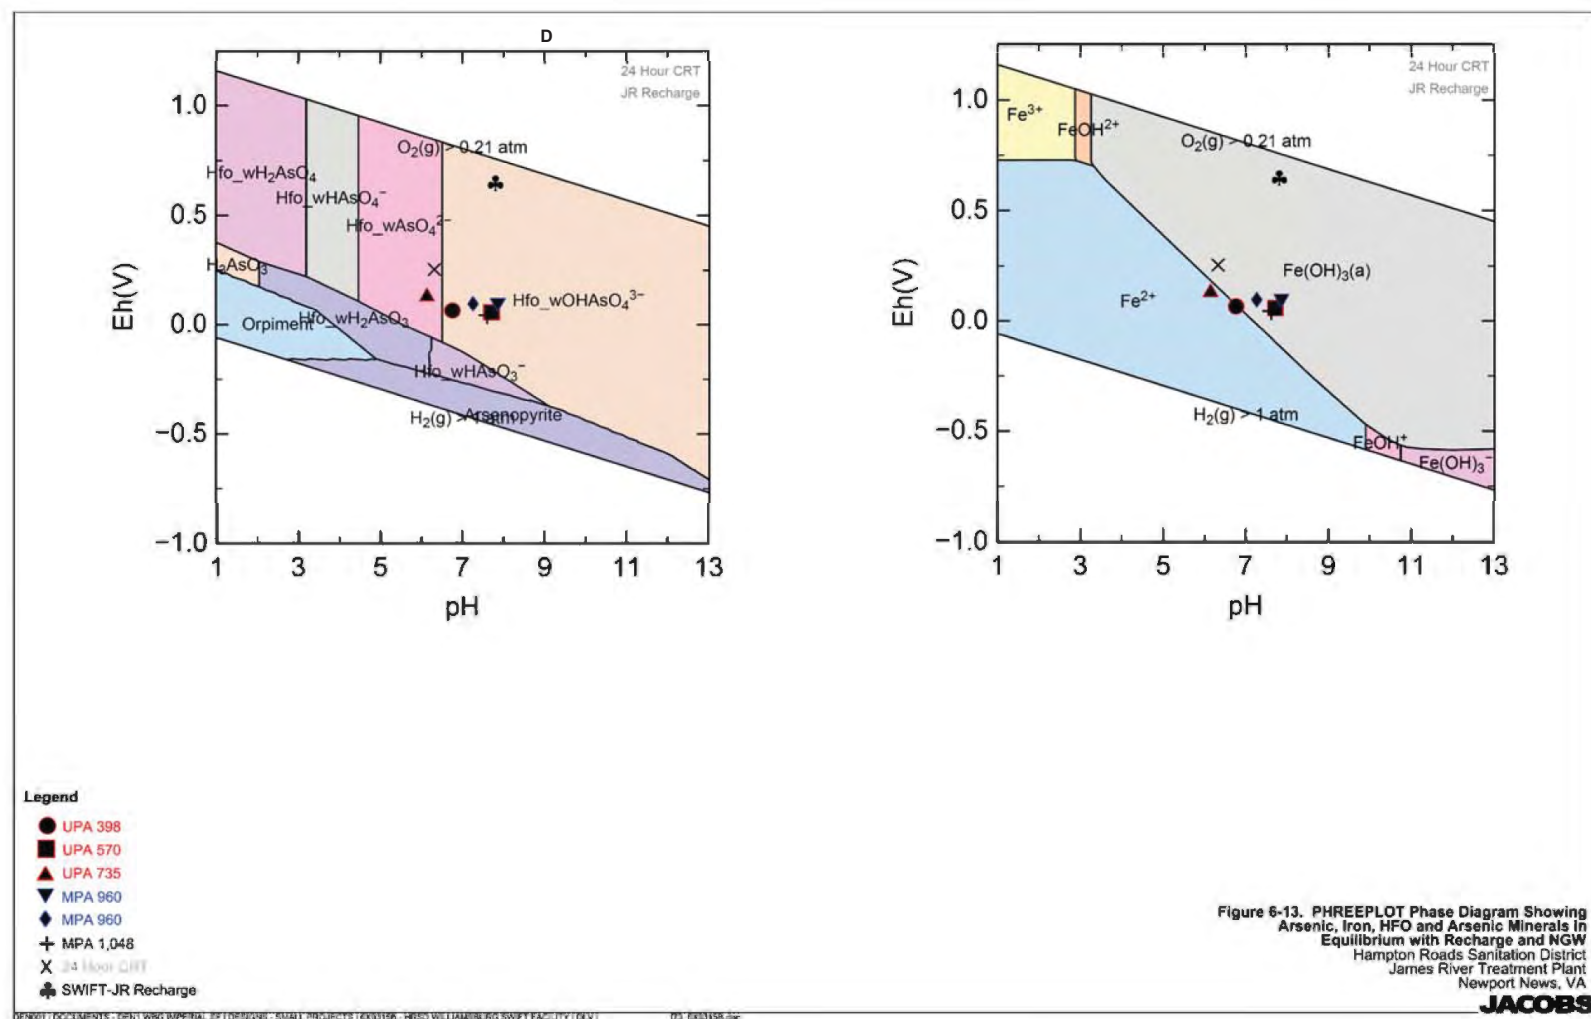 D
24 Hour CRT
JR Recharge
1.0
0.5
0.0
−0.5
−1.0
Eh(V)
O₂(g) > 0.21 atm
Hfo_wH₂AsO₄
Hfo_wHAsO₄⁻
Hfo_wAsO₄²⁻
H₃AsO₃
Hfo_wOHAsO₄³⁻
Orpiment
Hfo_wH₂AsO₃
Hfo_wHAsO₃⁻
H₂(g) > 1 atm
Arsenopyrite
1 3 5 7 9 11 13
pH
24 Hour CRT
JR Recharge
1.0
0.5
0.0
−0.5
−1.0
Eh(V)
Fe³⁺
FeOH²⁺
O₂(g) > 0.21 atm
Fe(OH)₃(a)
Fe²⁺
H₂(g) > 1 atm
FeOH⁺
Fe(OH)₃⁻
1 3 5 7 9 11 13
pH
Legend
UPA 398
UPA 570
UPA 735
MPA 960
MPA 960
MPA 1,048
24 Hour CRT
SWIFT-JR Recharge
Figure 6-13. PHREEPLOT Phase Diagram Showing
Arsenic, Iron, HFO and Arsenic Minerals in
Equilibrium with Recharge and NGW
Hampton Roads Sanitation District
James River Treatment Plant
Newport News, VA
JACOBS